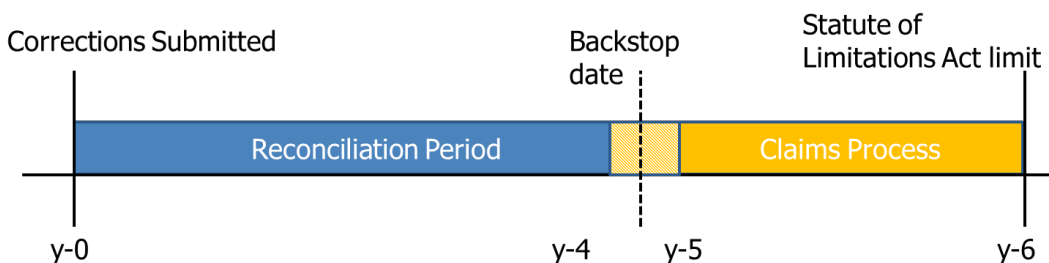 Corrections Submitted
Backstop
date
Statute of
Limitations Act limit
Reconciliation Period
Claims Process
y-0
y-4
y-5
y-6